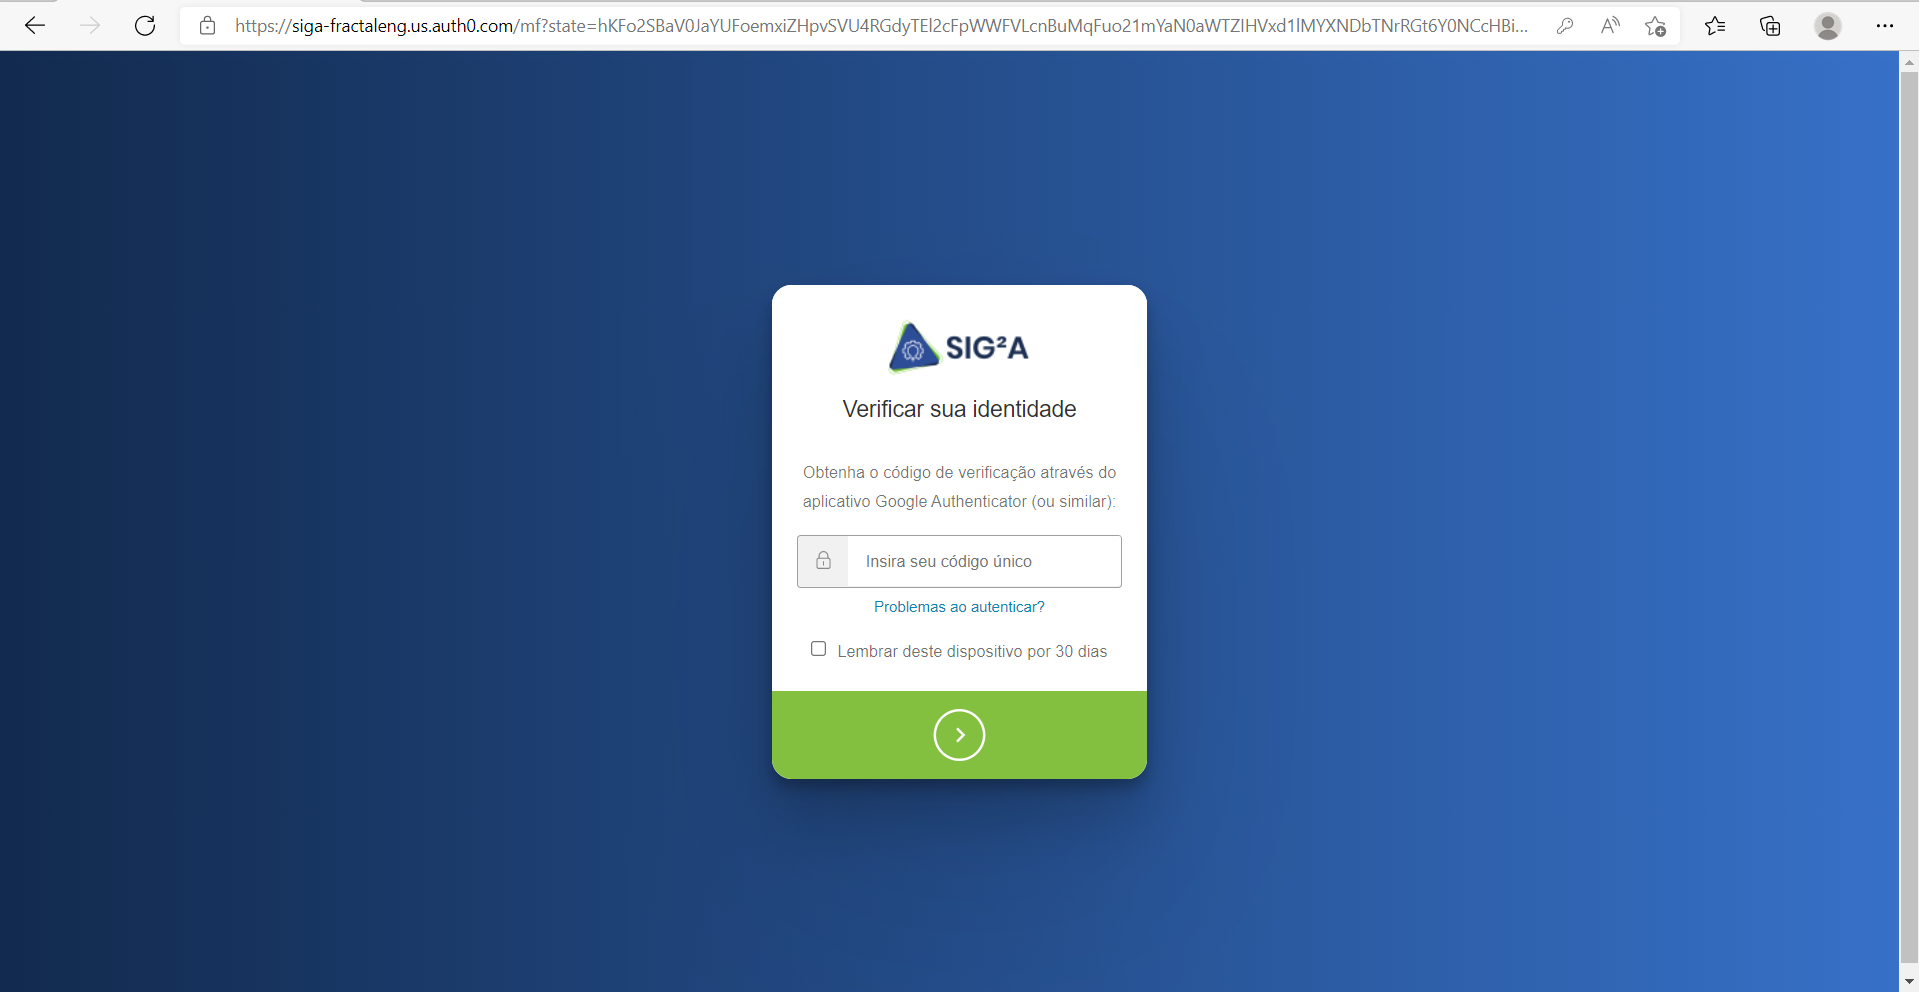 https://siga-fractaleng.us.auth0.com/mf?state=hKFo2SBaV0JaYUFoemxiZHpvSVU4RGdyTEl2cFpWWFVLcnBuMqFuo21mYaN0aWTZIHVxd1lMYXNDbTNrRGt6Y0NCcHBi...
SIG²A
Verificar sua identidade
Obtenha o código de verificação através do
aplicativo Google Authenticator (ou similar):
Insira seu código único
Problemas ao autenticar?
Lembrar deste dispositivo por 30 dias